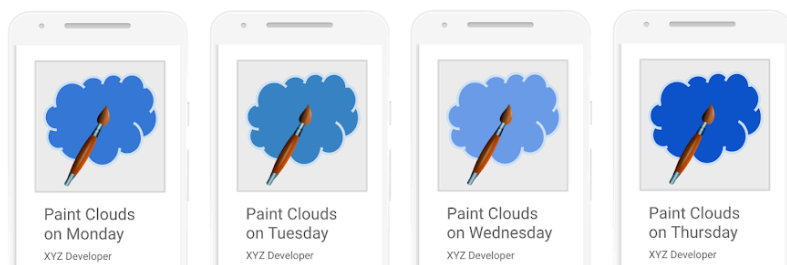 Paint Clouds
on Monday
XYZ Developer
Paint Clouds
on Tuesday
XYZ Developer
Paint Clouds
on Wednesday
XYZ Developer
Paint Clouds
on Thursday
XYZ Developer